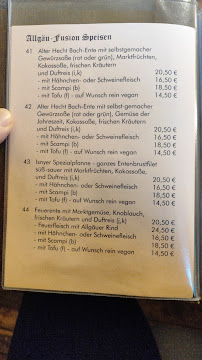 Allgäu-Fusion Speisen
41 Alter Hecht Bach-Ente mit selbstgemachter
Gewürzsoße (rot oder grün), Marktfrüchten,
Kokossoße, frischen Kräutern
und Duftreis (i,k) 20,50 €
- mit Hähnchen- oder Schweinefleisch 16,50 €
- mit Scampi (b) 18,50 €
- mit Tofu (f) - auf Wunsch rein vegan 14,50 €
42 Alter Hecht Bach-Ente mit selbst-gemachter
Gewürzsoße (rot oder grün), Gemüse der
Jahreszeit, Kokossoße, frischen Kräutern
und Duftreis (i,k) 20,50 €
- mit Hähnchen- oder Schweinefleisch 16,50 €
- mit Scampi (b) 18,50 €
- mit Tofu (f) - auf Wunsch rein vegan 14,50 €
43 Isnyer Spezialpfanne - ganzes Entenbrustfilet
süß-sauer mit Marktfrüchten, Kokossoße,
und Duftreis (i,k) 20,50 €
- mit Hähnchen- oder Schweinefleisch 16,50 €
- mit Scampi (b) 18,50 €
- mit Tofu (f) - auf Wunsch rein vegan 14,50 €
44 Feuerente mit Marktgemüse, Knoblauch,
frischen Kräutern und Duftreis (i,k) 20,50 €
- Feuerfleisch mit Allgäuer Rind 24,50 €
- mit Hähnchen- oder Schweinefleisch 16,50 €
- mit Scampi (b) 18,50 €
- mit Tofu (f) - auf Wunsch rein vegan 14,50 €